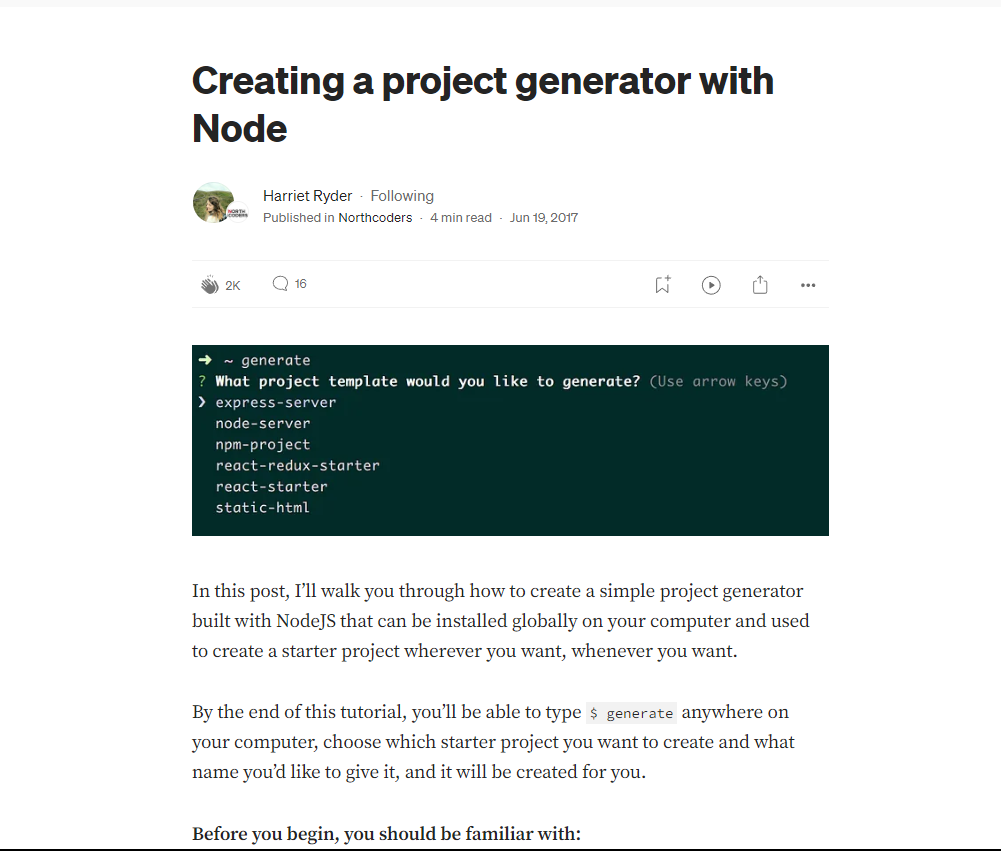 Creating a project generator with
Node
Harriet Ryder · Following
NORTH
CODERS
Published in Northcoders · 4 min read · Jun 19, 2017
2K 16
➜ ~ generate
? What project template would you like to generate? (Use arrow keys)
❯ express-server
node-server
npm-project
react-redux-starter
react-starter
static-html
In this post, I’ll walk you through how to create a simple project generator
built with NodeJS that can be installed globally on your computer and used
to create a starter project wherever you want, whenever you want.
By the end of this tutorial, you’ll be able to type $ generate anywhere on
your computer, choose which starter project you want to create and what
name you’d like to give it, and it will be created for you.
Before you begin, you should be familiar with: